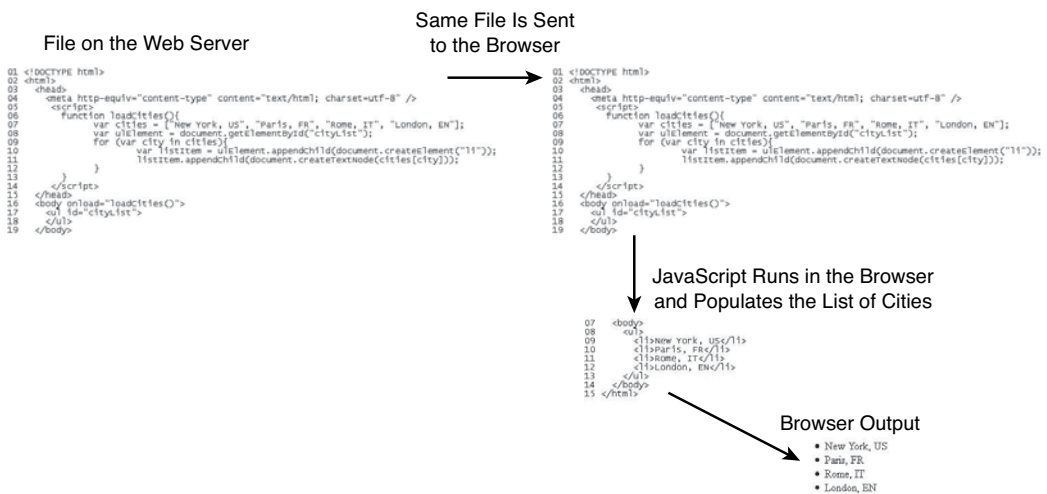 File on the Web Server
01 <!DOCTYPE html>
02 <html>
03 <head>
04 <meta http-equiv="content-type" content="text/html; charset=utf-8" />
05 <script>
06 function loadCities(){
07 var cities = ["New York, US", "Paris, FR", "Rome, IT", "London, EN"];
08 var ulElement = document.getElementById("cityList");
09 for (var city in cities){
10 var listItem = ulElement.appendChild(document.createElement("li"));
11 listItem.appendChild(document.createTextNode(cities[city]));
12 }
13 }
14 </script>
15 </head>
16 <body onload="loadCities()">
17 <ul id="cityList">
18 </ul>
19 </body>
Same File Is Sent
to the Browser
01 <!DOCTYPE html>
02 <html>
03 <head>
04 <meta http-equiv="content-type" content="text/html; charset=utf-8" />
05 <script>
06 function loadCities(){
07 var cities = ["New York, US", "Paris, FR", "Rome, IT", "London, EN"];
08 var ulElement = document.getElementById("cityList");
09 for (var city in cities){
10 var listItem = ulElement.appendChild(document.createElement("li"));
11 listItem.appendChild(document.createTextNode(cities[city]));
12 }
13 }
14 </script>
15 </head>
16 <body onload="loadCities()">
17 <ul id="cityList">
18 </ul>
19 </body>
JavaScript Runs in the Browser
and Populates the List of Cities
07 <body>
08 <ul>
09 <li>New York, US</li>
10 <li>Paris, FR</li>
11 <li>Rome, IT</li>
12 <li>London, EN</li>
13 </ul>
14 </body>
15 </html>
Browser Output
• New York, US
• Paris, FR
• Rome, IT
• London, EN